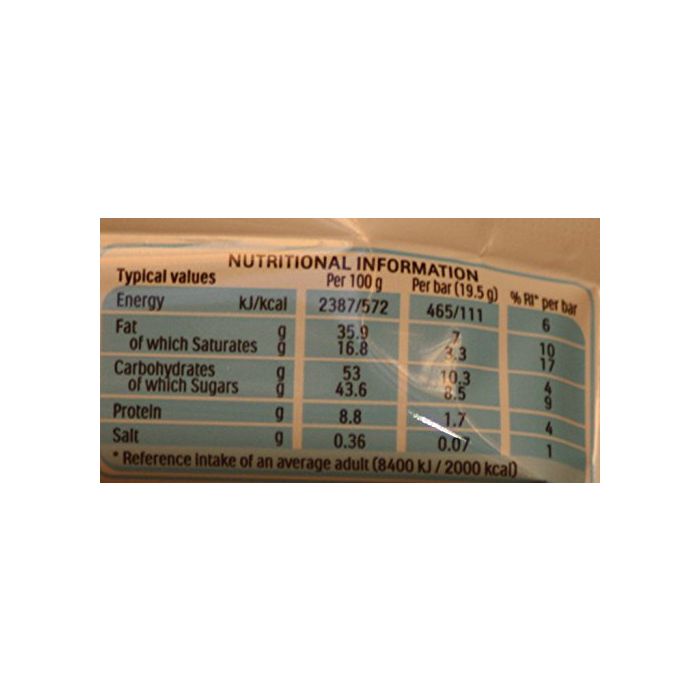 NUTRITIONAL INFORMATION
Typical values Per 100 g Per bar (19.5 g) % RI* per bar
Energy kJ/kcal 2387/572 465/111 6
Fat g 35.9 7 10
of which Saturates g 16.8 3.3 17
Carbohydrates g 53 10.3 4
of which Sugars g 43.6 8.5 9
Protein g 8.8 1.7 4
Salt g 0.36 0.07 1
* Reference Intake of an average adult (8400 kJ / 2000 kcal)